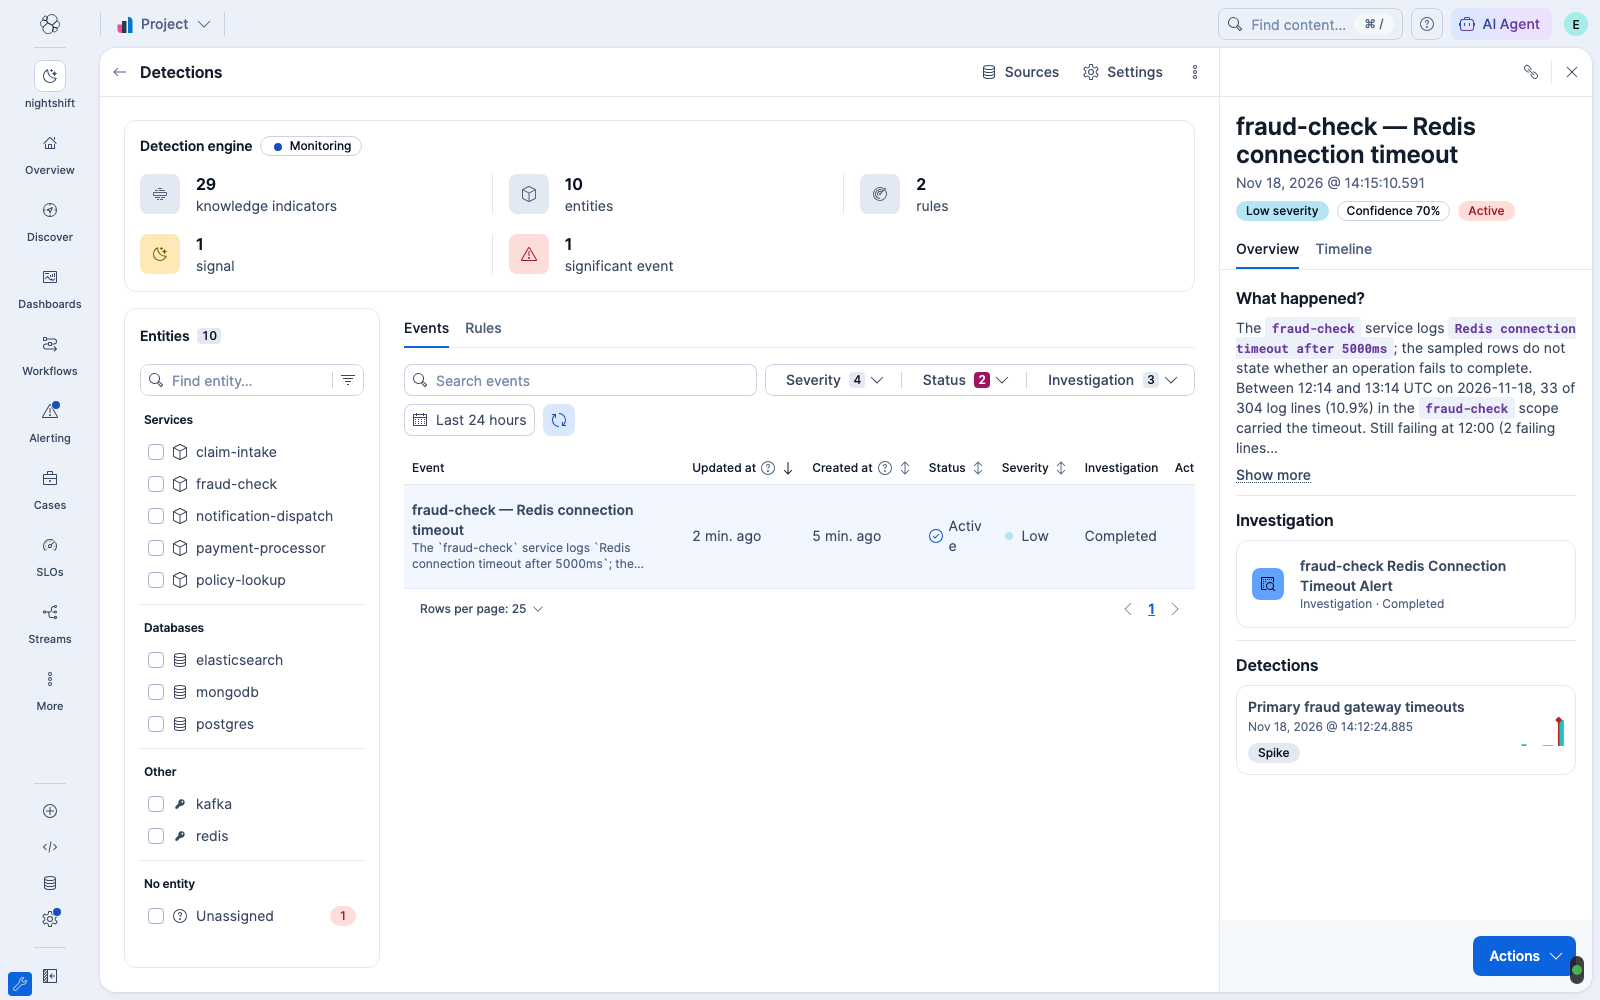 Project
Find content...
⌘ /
AI Agent
E
nightshift
Overview
Discover
Dashboards
Workflows
Alerting
Cases
SLOs
Streams
More
Detections
Sources
Settings
Detection engine
Monitoring
29
knowledge indicators
10
entities
2
rules
1
signal
1
significant event
Entities 10
Find entity...
Services
claim-intake
fraud-check
notification-dispatch
payment-processor
policy-lookup
Databases
elasticsearch
mongodb
postgres
Other
kafka
redis
No entity
Unassigned 1
Events Rules
Search events
Severity 4
Status 2
Investigation 3
Last 24 hours
Event Updated at Created at Status Severity Investigation Act
fraud-check — Redis connection
timeout
The `fraud-check` service logs `Redis
connection timeout after 5000ms`; the...
2 min. ago
5 min. ago
Activ
e
Low
Completed
Rows per page: 25
1
fraud-check — Redis
connection timeout
Nov 18, 2026 @ 14:15:10.591
Low severity Confidence 70% Active
Overview Timeline
What happened?
The fraud-check service logs Redis connection
timeout after 5000ms ; the sampled rows do not
state whether an operation fails to complete.
Between 12:14 and 13:14 UTC on 2026-11-18, 33 of
304 log lines (10.9%) in the fraud-check scope
carried the timeout. Still failing at 12:00 (2 failing
lines...
Show more
Investigation
fraud-check Redis Connection
Timeout Alert
Investigation · Completed
Detections
Primary fraud gateway timeouts
Nov 18, 2026 @ 14:12:24.885
Spike
Actions